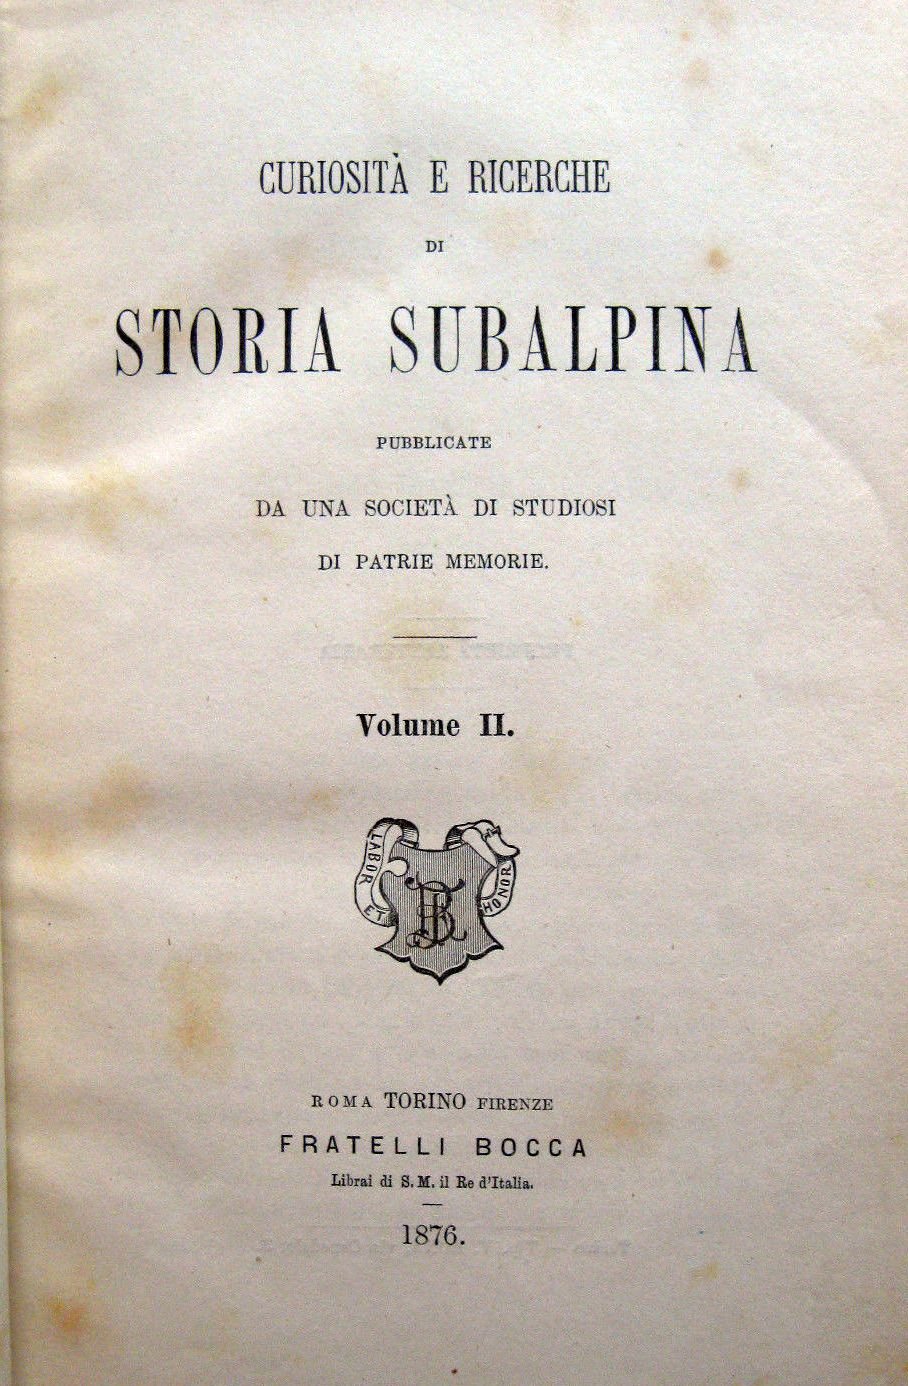 CURIOSITÀ E RICERCHE
DI
STORIA SUBALPINA
PUBBLICATE
DA UNA SOCIETÀ DI STUDIOSI
DI PATRIE MEMORIE.
Volume II.
LABOR
ET
HONOR
ROMA TORINO FIRENZE
FRATELLI BOCCA
Librai di S. M. il Re d'Italia.
1876.